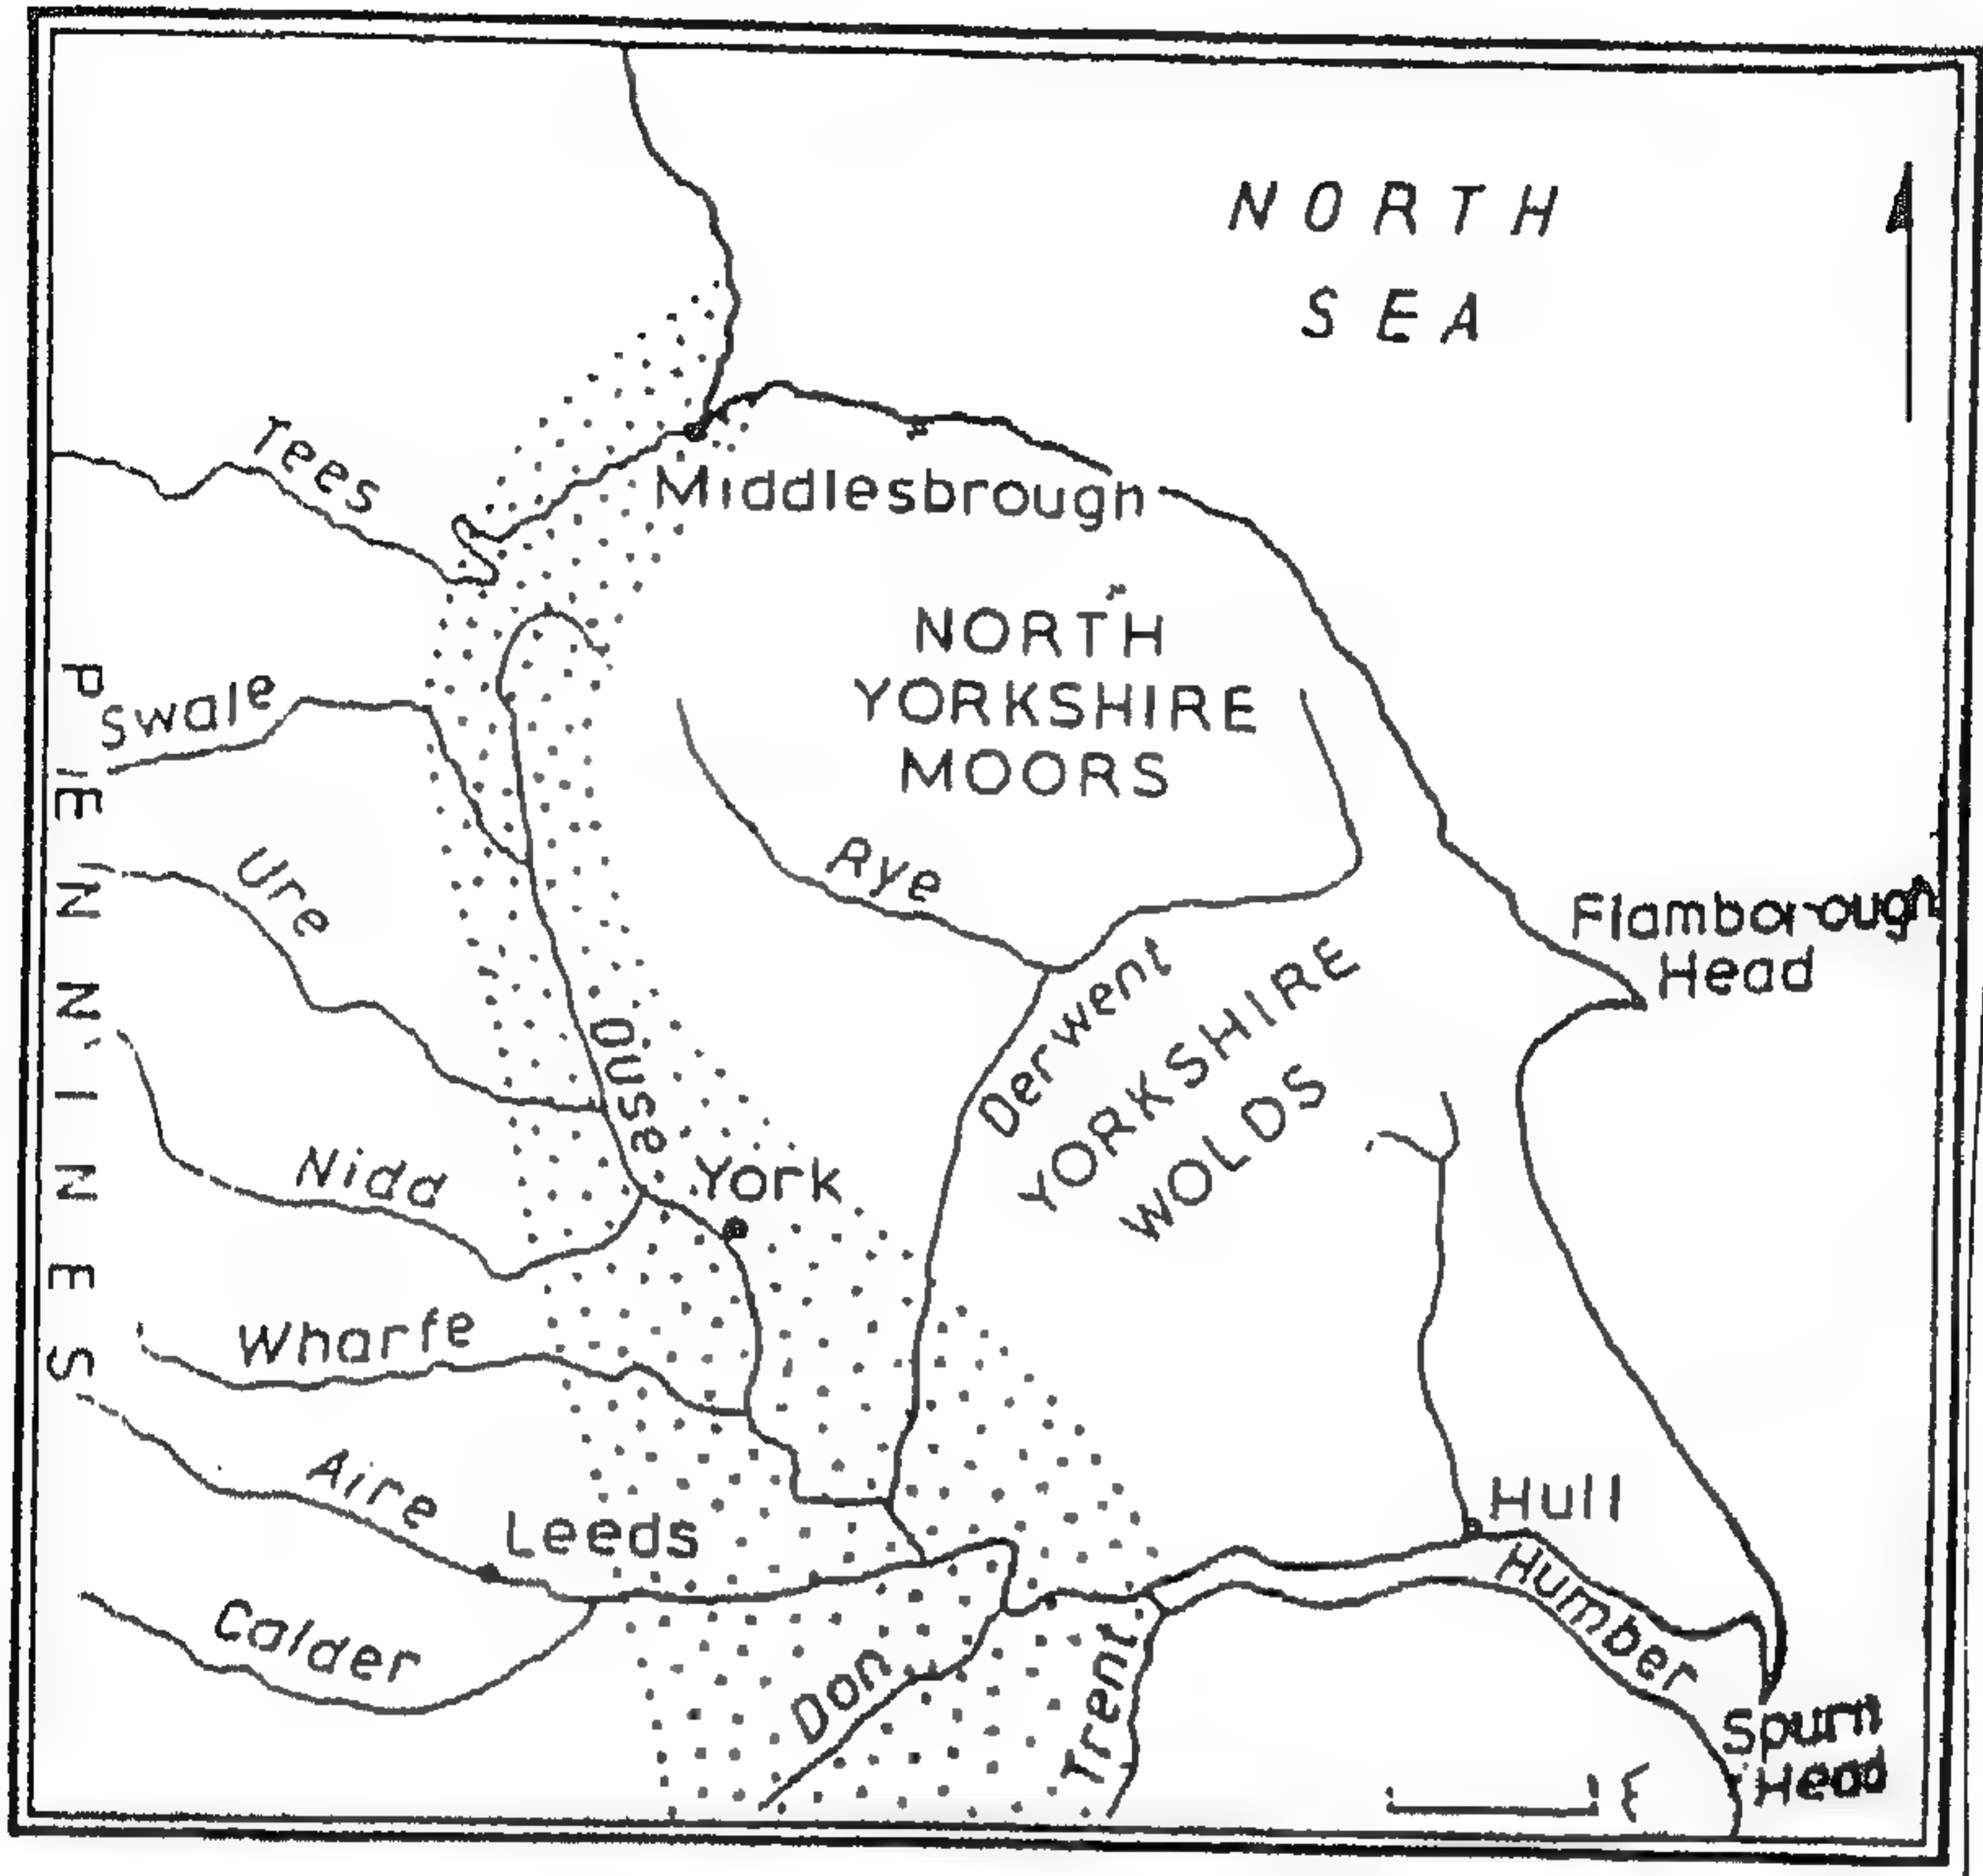 NORTH
SEA
Tees
Middlesbrough
NORTH
YORKSHIRE
MOORS
PENNINES
Swale
Ure
Rye
Flamborough
Head
Derwent
YORKSHIRE
WOLDS
Ouse
Nidd
York
Wharfe
Aire
Leeds
Hull
Humber
Calder
Don
Trent
Spurn
Head